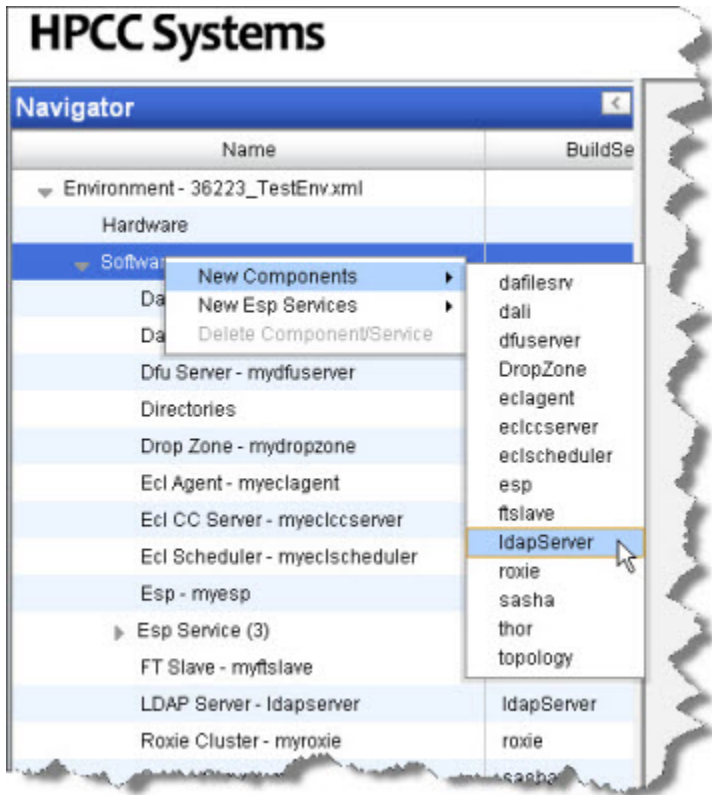 HPCC Systems
Navigator
Name BuildSe
Environment - 36223_TestEnv.xml
Hardware
Softwar
New Components
New Esp Services
Delete Component/Service
dafilesrv
dali
dfuserver
DropZone
eclagent
eclccserver
eclscheduler
esp
ftslave
ldapServer
roxie
sasha
thor
topology
Da
Da
Dfu Server - mydfuserver
Directories
Drop Zone - mydropzone
Ecl Agent - myeclagent
Ecl CC Server - myeclccserver
Ecl Scheduler - myeclscheduler
Esp - myesp
Esp Service (3)
FT Slave - myftslave
LDAP Server - ldapserver ldapServer
Roxie Cluster - myroxie roxie
sasha